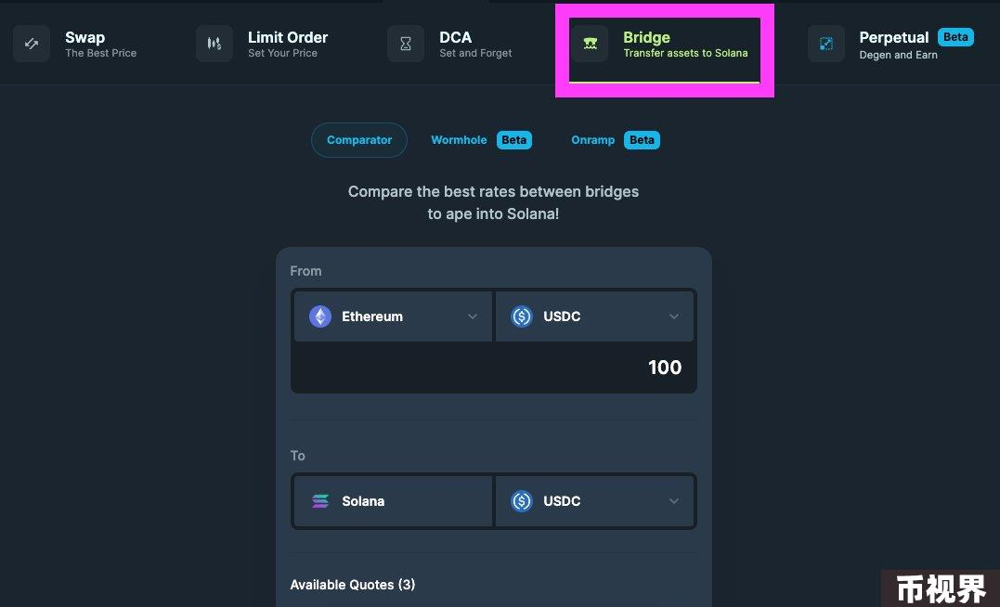 Swap
The Best Price
Limit Order
Set Your Price
DCA
Set and Forget
Bridge
Transfer assets to Solana
Perpetual Beta
Degen and Earn
Comparator
Wormhole Beta
Onramp Beta
Compare the best rates between bridges
to ape into Solana!
From
Ethereum
USDC
100
To
Solana
USDC
Available Quotes (3)
币视界